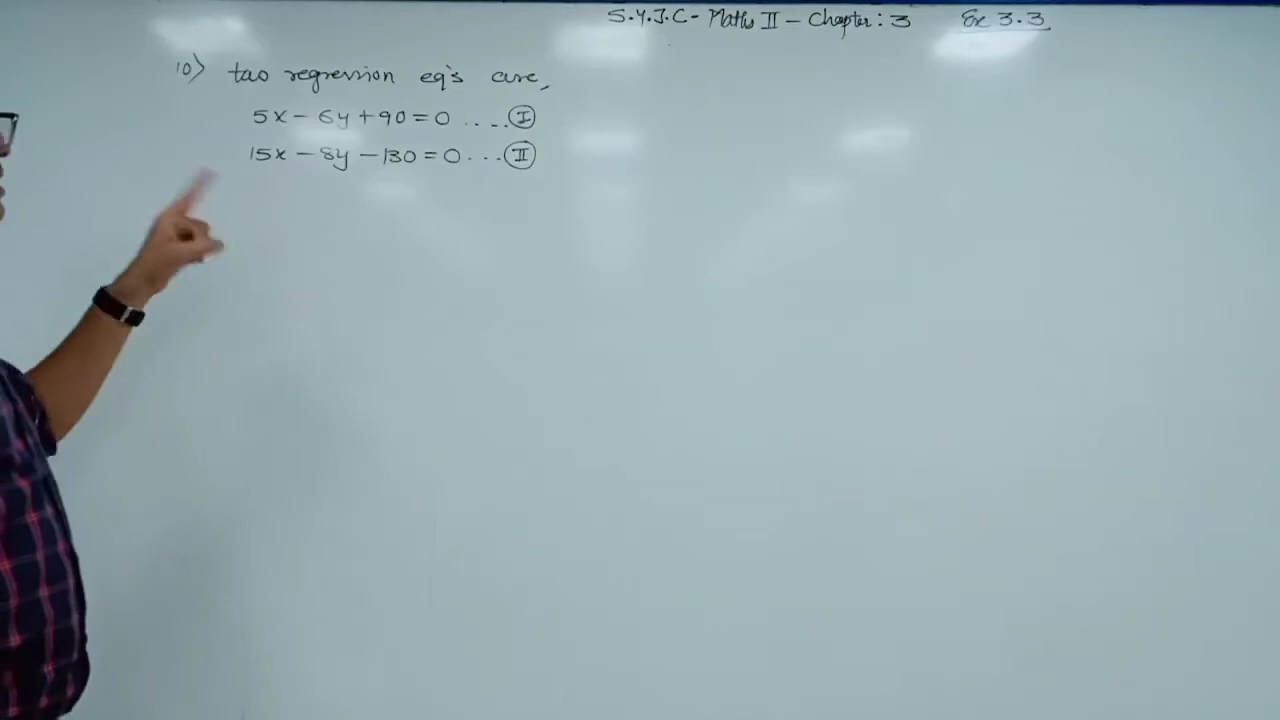 S.Y.J.C - Maths II - Chapter : 3 Ex 3.3
10) two regression eq's are,
5x - 6y + 90 = 0 .... I
15x - 8y - 130 = 0 ... II